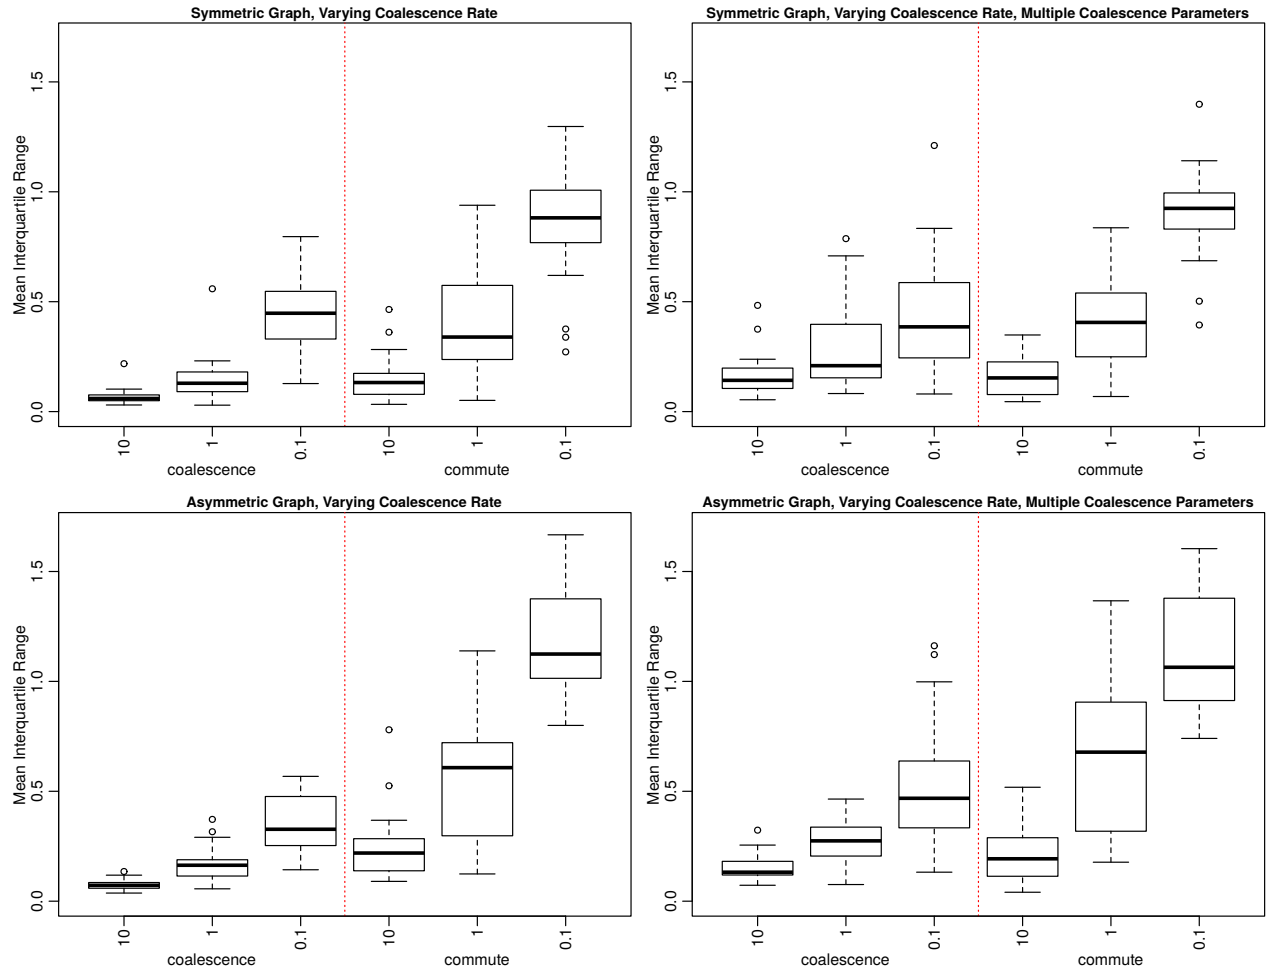 Symmetric Graph, Varying Coalescence Rate
Mean Interquartile Range
0.0 0.5 1.0 1.5
10 1 0.1 10 1 0.1
coalescence commute
Symmetric Graph, Varying Coalescence Rate, Multiple Coalescence Parameters
Mean Interquartile Range
0.0 0.5 1.0 1.5
10 1 0.1 10 1 0.1
coalescence commute
Asymmetric Graph, Varying Coalescence Rate
Mean Interquartile Range
0.0 0.5 1.0 1.5
10 1 0.1 10 1 0.1
coalescence commute
Asymmetric Graph, Varying Coalescence Rate, Multiple Coalescence Parameters
Mean Interquartile Range
0.0 0.5 1.0 1.5
10 1 0.1 10 1 0.1
coalescence commute